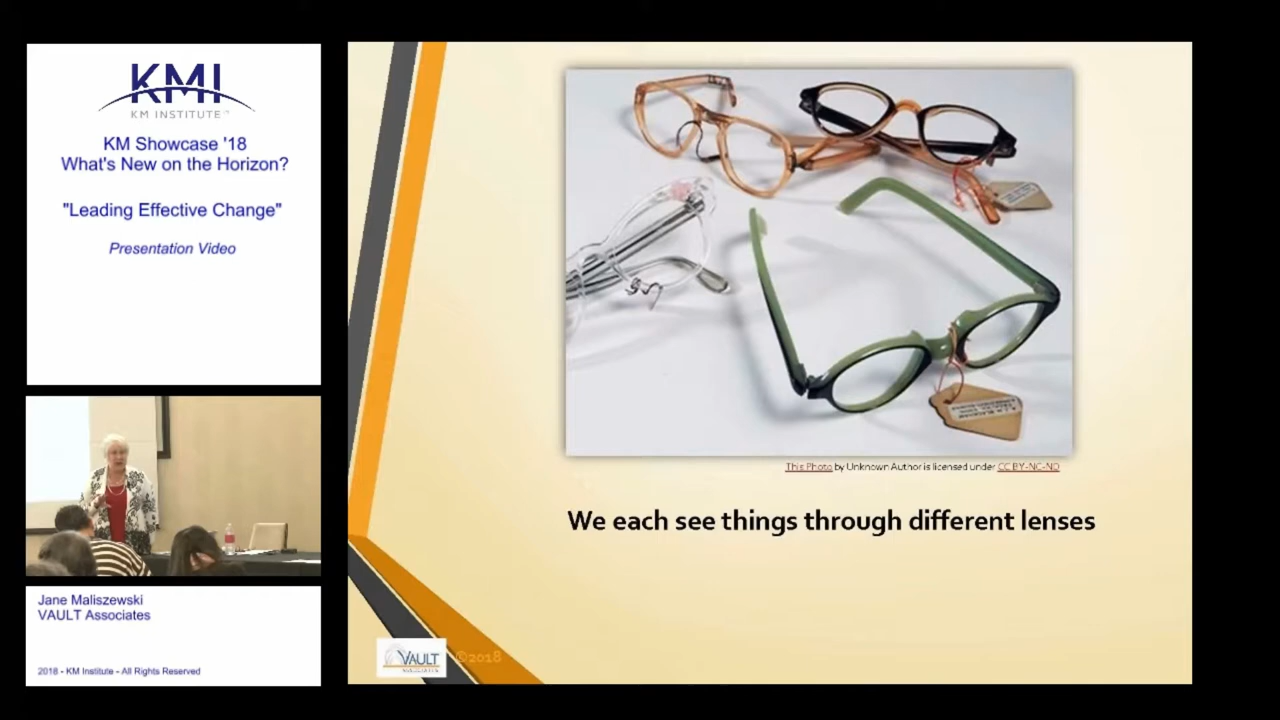 KMI
KM INSTITUTE
KM Showcase '18
What's New on the Horizon?
"Leading Effective Change"
Presentation Video
Jane Maliszewski
VAULT Associates
2018 - KM Institute - All Rights Reserved
This Photo by Unknown Author is licensed under CC BY-NC-ND
We each see things through different lenses
VAULT
©2018